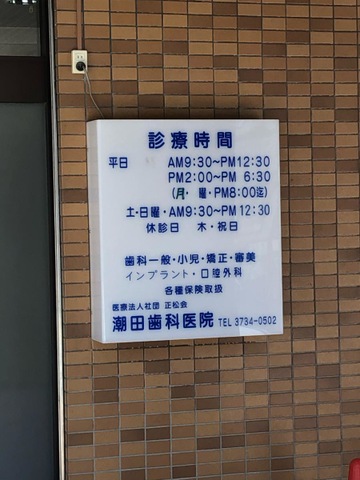 診療時間
平日 AM9:30〜PM12:30
PM2:00〜PM 6:30
(月・ 曜・PM8:00迄)
土・日曜・AM9:30〜PM12:30
休診日 木・祝日
歯科一般・小児・矯正・審美
インプラント・口腔外科
各種保険取扱
医療法人社団 正松会
潮田歯科医院 TEL 3734-0502